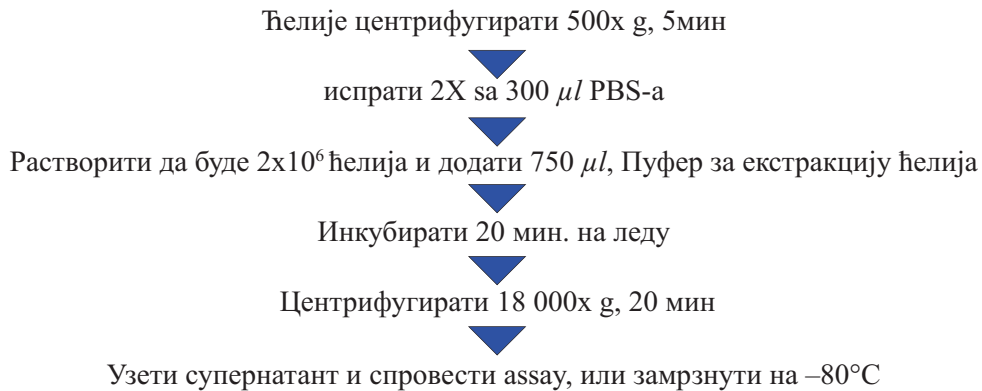 Ћелије центрифугирати 500x g, 5мин
испрати 2X sa 300 µl PBS-а
Растворити да буде 2x10⁶ ћелија и додати 750 µl, Пуфер за екстракцију ћелија
Инкубирати 20 мин. на леду
Центрифугирати 18 000x g, 20 мин
Узети супернатант и спровести assay, или замрзнути на –80°C